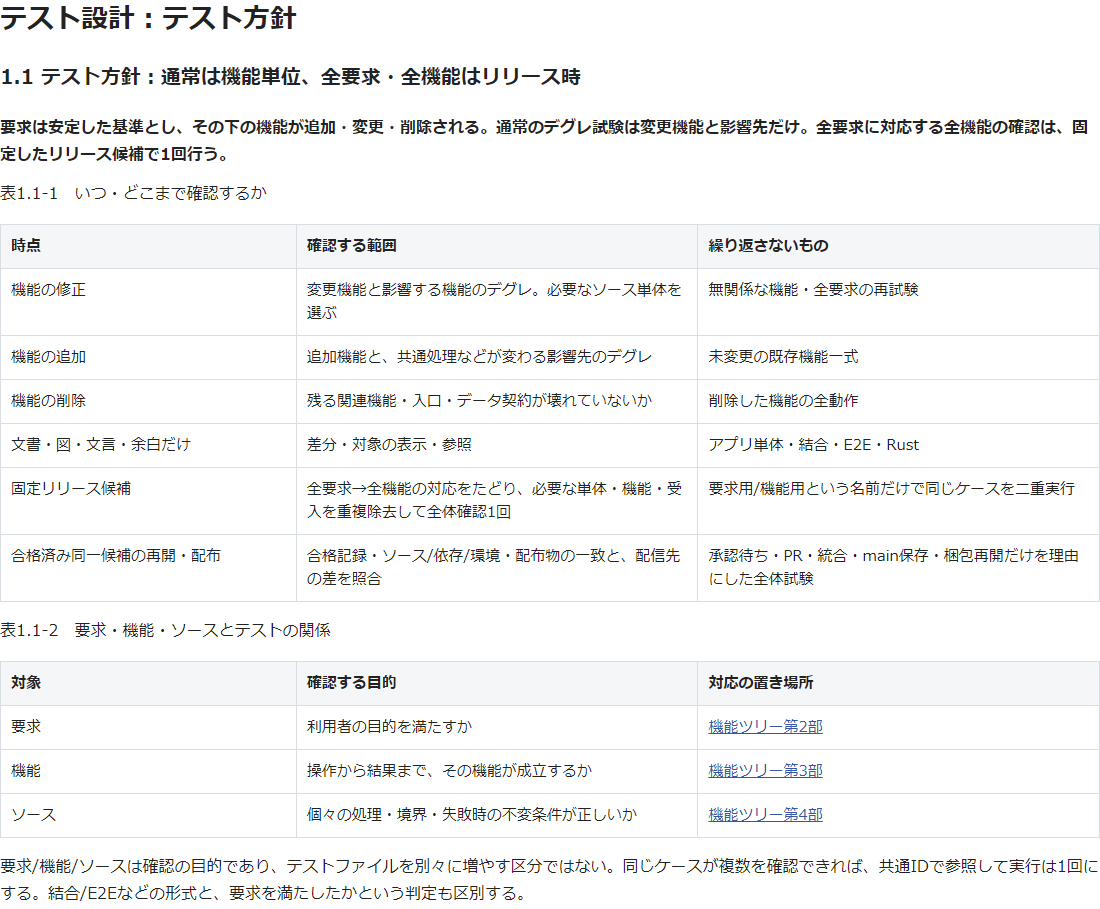 テスト設計：テスト方針
1.1 テスト方針：通常は機能単位、全要求・全機能はリリース時
要求は安定した基準とし、その下の機能が追加・変更・削除される。通常のデグレ試験は変更機能と影響先だけ。全要求に対応する全機能の確認は、固
定したリリース候補で1回行う。
表1.1-1　いつ・どこまで確認するか
時点 確認する範囲 繰り返さないもの
機能の修正 変更機能と影響する機能のデグレ。必要なソース単体を 無関係な機能・全要求の再試験
選ぶ
機能の追加 追加機能と、共通処理などが変わる影響先のデグレ 未変更の既存機能一式
機能の削除 残る関連機能・入口・データ契約が壊れていないか 削除した機能の全動作
文書・図・文言・余白だけ 差分・対象の表示・参照 アプリ単体・結合・E2E・Rust
固定リリース候補 全要求→全機能の対応をたどり、必要な単体・機能・受 要求用/機能用という名前だけで同じケースを二重実行
入を重複除去して全体確認1回
合格済み同一候補の再開・配布 合格記録・ソース/依存/環境・配布物の一致と、配信先 承認待ち・PR・統合・main保存・梱包再開だけを理由
の差を照合 にした全体試験
表1.1-2　要求・機能・ソースとテストの関係
対象 確認する目的 対応の置き場所
要求 利用者の目的を満たすか 機能ツリー第2部
機能 操作から結果まで、その機能が成立するか 機能ツリー第3部
ソース 個々の処理・境界・失敗時の不変条件が正しいか 機能ツリー第4部
要求/機能/ソースは確認の目的であり、テストファイルを別々に増やす区分ではない。同じケースが複数を確認できれば、共通IDで参照して実行は1回に
する。結合/E2Eなどの形式と、要求を満たしたかという判定も区別する。